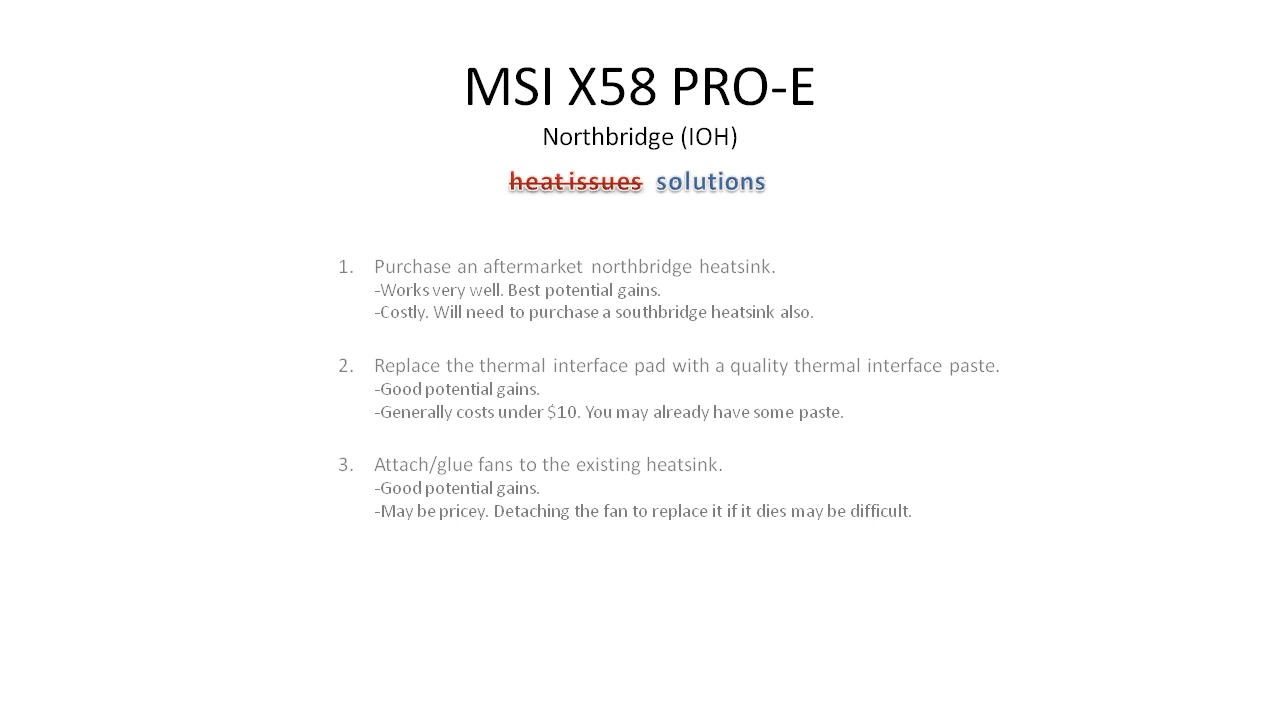 MSI X58 PRO-E
Northbridge (IOH)
heat issues solutions
1. Purchase an aftermarket northbridge heatsink.
-Works very well. Best potential gains.
-Costly. Will need to purchase a southbridge heatsink also.
2. Replace the thermal interface pad with a quality thermal interface paste.
-Good potential gains.
-Generally costs under $10. You may already have some paste.
3. Attach/glue fans to the existing heatsink.
-Good potential gains.
-May be pricey. Detaching the fan to replace it if it dies may be difficult.